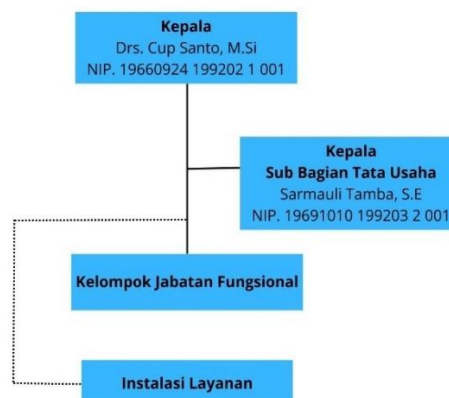 Kepala
Drs. Cup Santo, M.Si
NIP. 19660924 199202 1 001
Kepala
Sub Bagian Tata Usaha
Sarmauli Tamba, S.E
NIP. 19691010 199203 2 001
Kelompok Jabatan Fungsional
Instalasi Layanan